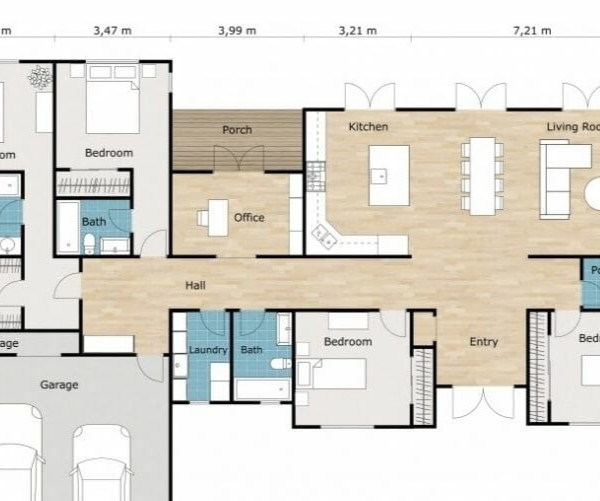 m
3,47 m
3,99 m
3,21 m
7,21 m
Porch
Kitchen
Living Roo
om
Bedroom
Bath
Office
Hall
Po
Laundry
Bath
Bedroom
Entry
Bedr
age
Garage